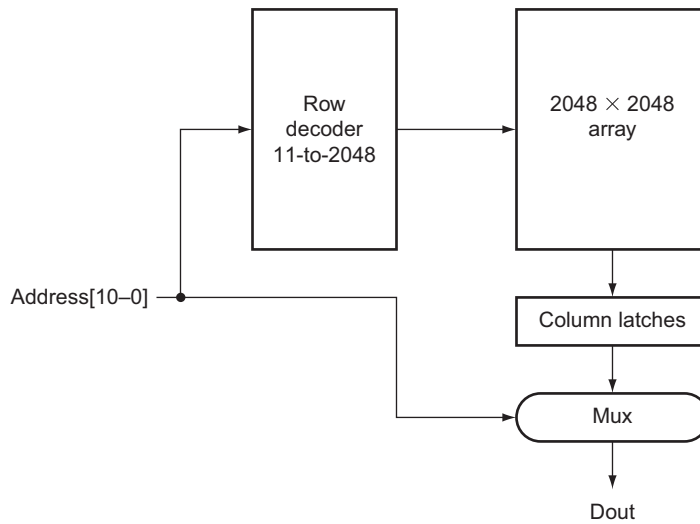 Row
decoder
11-to-2048
2048 × 2048
array
Address[10–0]
Column latches
Mux
Dout